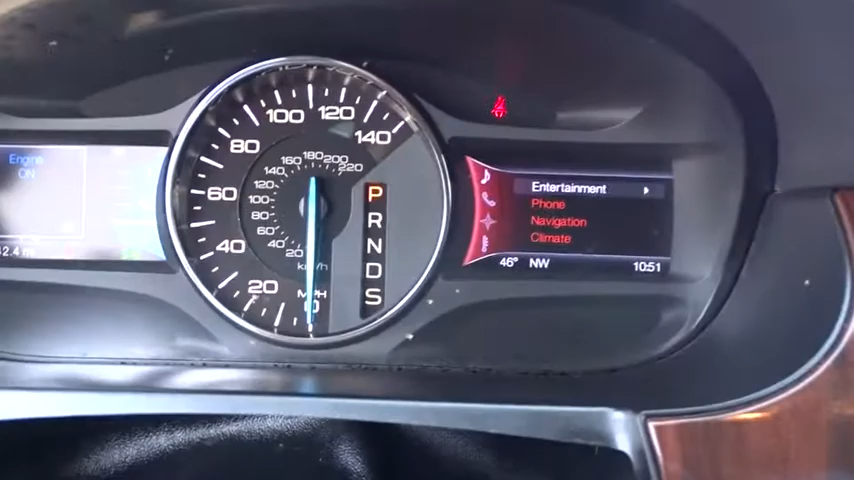 Engine
ON
2.4 m
100
120
80
140
60
40
20
0
MPH
180
160
200
140
220
120
100
80
60
40
20
km/h
P
R
N
D
S
Entertainment
Phone
Navigation
Climate
46° NW 10:51